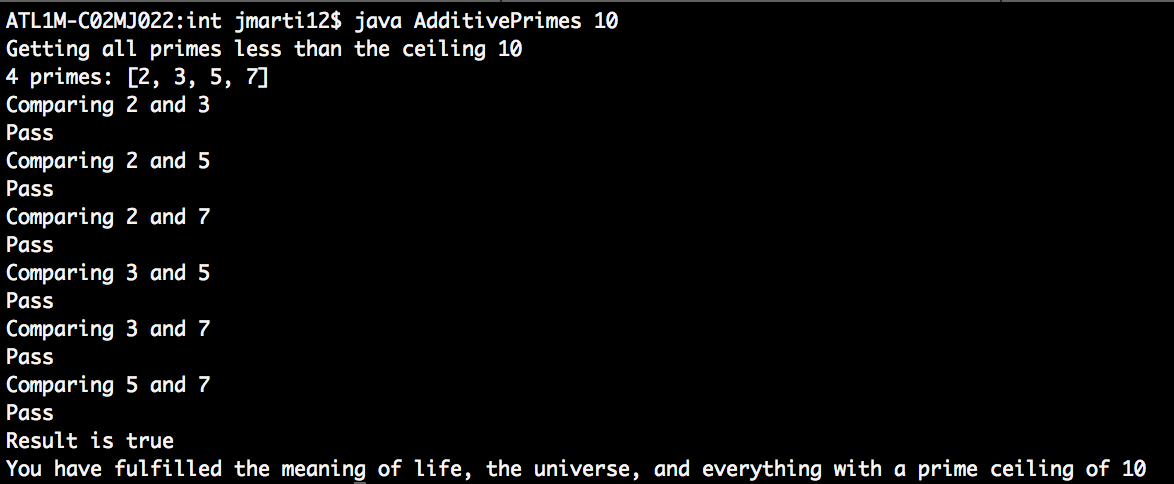 ATL1M-C02MJ022:int jmarti12$ java AdditivePrimes 10
Getting all primes less than the ceiling 10
4 primes: [2, 3, 5, 7]
Comparing 2 and 3
Pass
Comparing 2 and 5
Pass
Comparing 2 and 7
Pass
Comparing 3 and 5
Pass
Comparing 3 and 7
Pass
Comparing 5 and 7
Pass
Result is true
You have fulfilled the meaning of life, the universe, and everything with a prime ceiling of 10